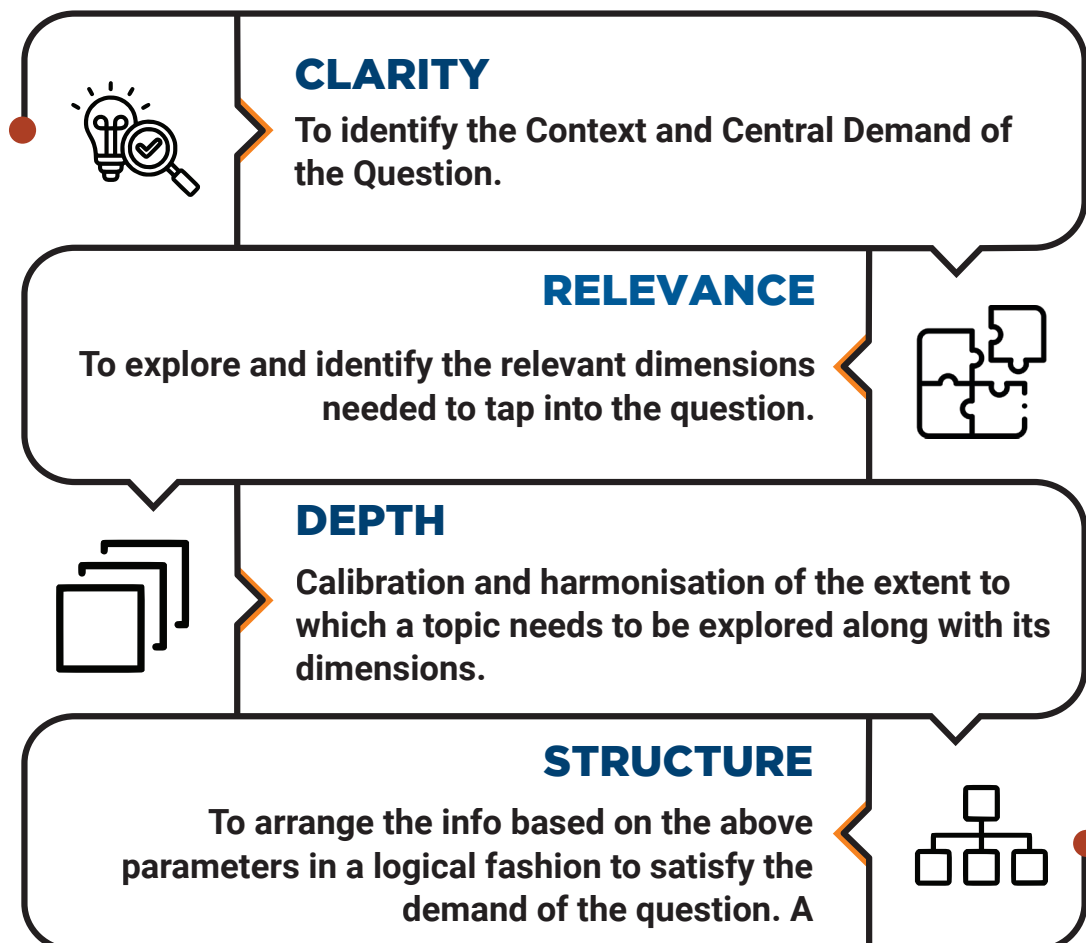 CLARITY
To identify the Context and Central Demand of
the Question.
RELEVANCE
To explore and identify the relevant dimensions
needed to tap into the question.
DEPTH
Calibration and harmonisation of the extent to
which a topic needs to be explored along with its
dimensions.
STRUCTURE
To arrange the info based on the above
parameters in a logical fashion to satisfy the
demand of the question. A